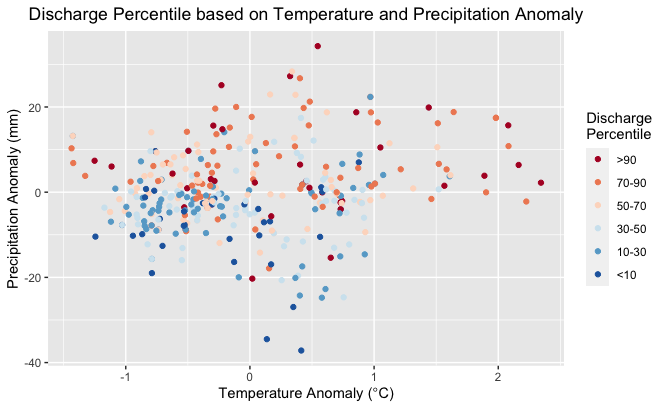 Discharge Percentile based on Temperature and Precipitation Anomaly
Precipitation Anomaly (mm)
20
0
-20
-40
-1
0
1
2
Temperature Anomaly (°C)
Discharge
Percentile
>90
70-90
50-70
30-50
10-30
<10